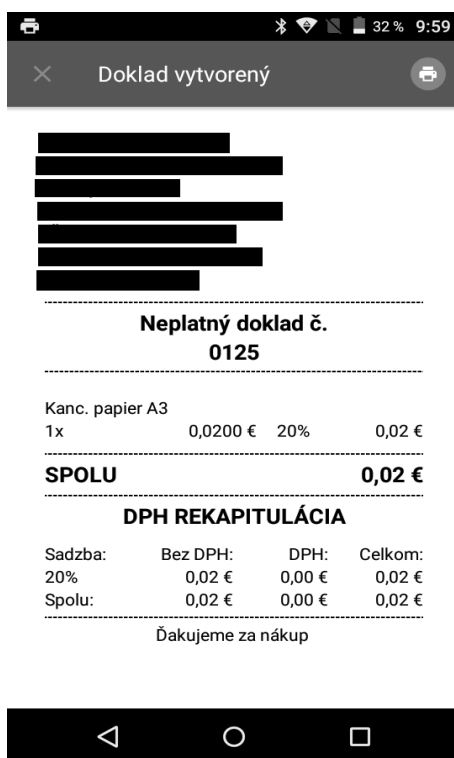 32 % 9:59
Doklad vytvorený
Neplatný doklad č.
0125
Kanc. papier A3
1x 0,0200 € 20% 0,02 €
SPOLU 0,02 €
DPH REKAPITULÁCIA
Sadzba: Bez DPH: DPH: Celkom:
20% 0,02 € 0,00 € 0,02 €
Spolu: 0,02 € 0,00 € 0,02 €
Ďakujeme za nákup